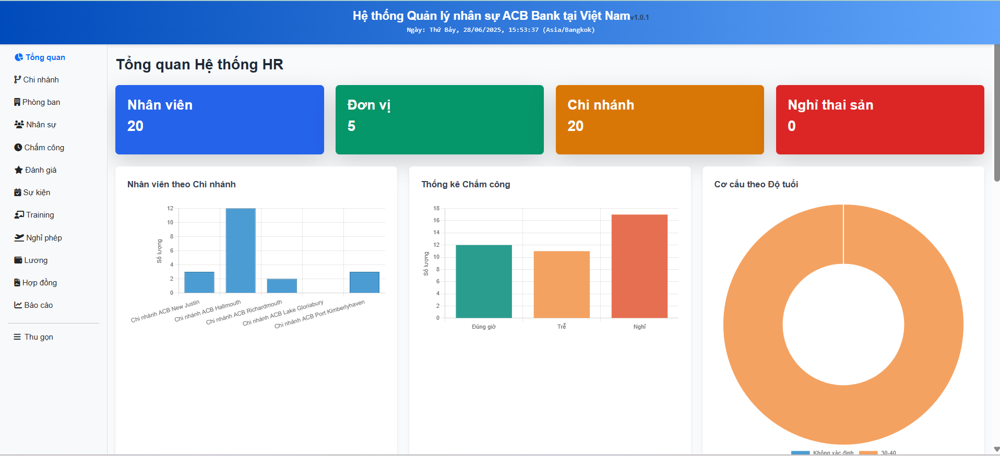 Hệ thống Quản lý nhân sự ACB Bank tại Việt Nam v1.0.1
Ngày: Thứ Bảy, 28/06/2025, 15:53:37 (Asia/Bangkok)
Tổng quan
Chi nhánh
Phòng ban
Nhân sự
Chấm công
Đánh giá
Sự kiện
Training
Nghỉ phép
Lương
Hợp đồng
Báo cáo
Thu gọn
Tổng quan Hệ thống HR
Nhân viên
20
Đơn vị
5
Chi nhánh
20
Nghỉ thai sản
0
Nhân viên theo Chi nhánh
Số lượng
12
10
8
6
4
2
0
Chi nhánh ACB New Justin
Chi nhánh ACB Hallmouth
Chi nhánh ACB Richardmouth
Chi nhánh ACB Lake Gloriabury
Chi nhánh ACB Port Kimberlyhaven
Thống kê Chấm công
Số lượng
18
16
14
12
10
8
6
4
2
0
Đúng giờ
Trễ
Nghỉ
Cơ cấu theo Độ tuổi
Không xác định
30-40